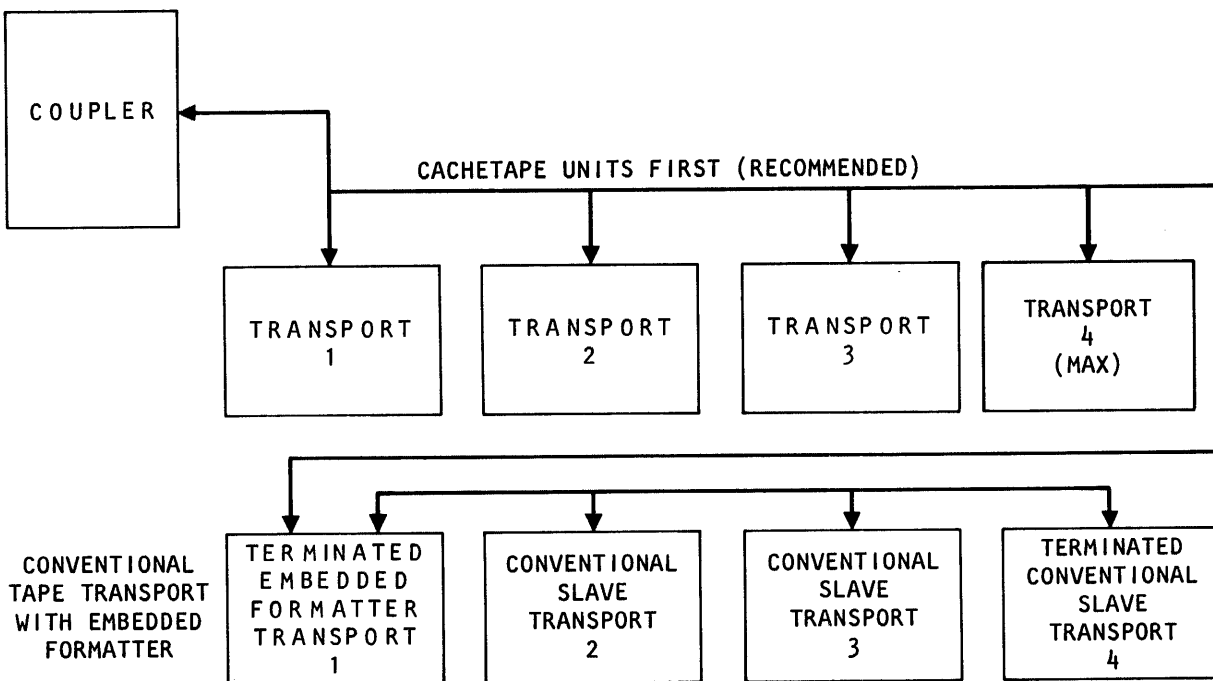 COUPLER
CACHETAPE UNITS FIRST (RECOMMENDED)
TRANSPORT
1
TRANSPORT
2
TRANSPORT
3
TRANSPORT
4
(MAX)
CONVENTIONAL
TAPE TRANSPORT
WITH EMBEDDED
FORMATTER
TERMINATED
EMBEDDED
FORMATTER
TRANSPORT
1
CONVENTIONAL
SLAVE
TRANSPORT
2
CONVENTIONAL
SLAVE
TRANSPORT
3
TERMINATED
CONVENTIONAL
SLAVE
TRANSPORT
4